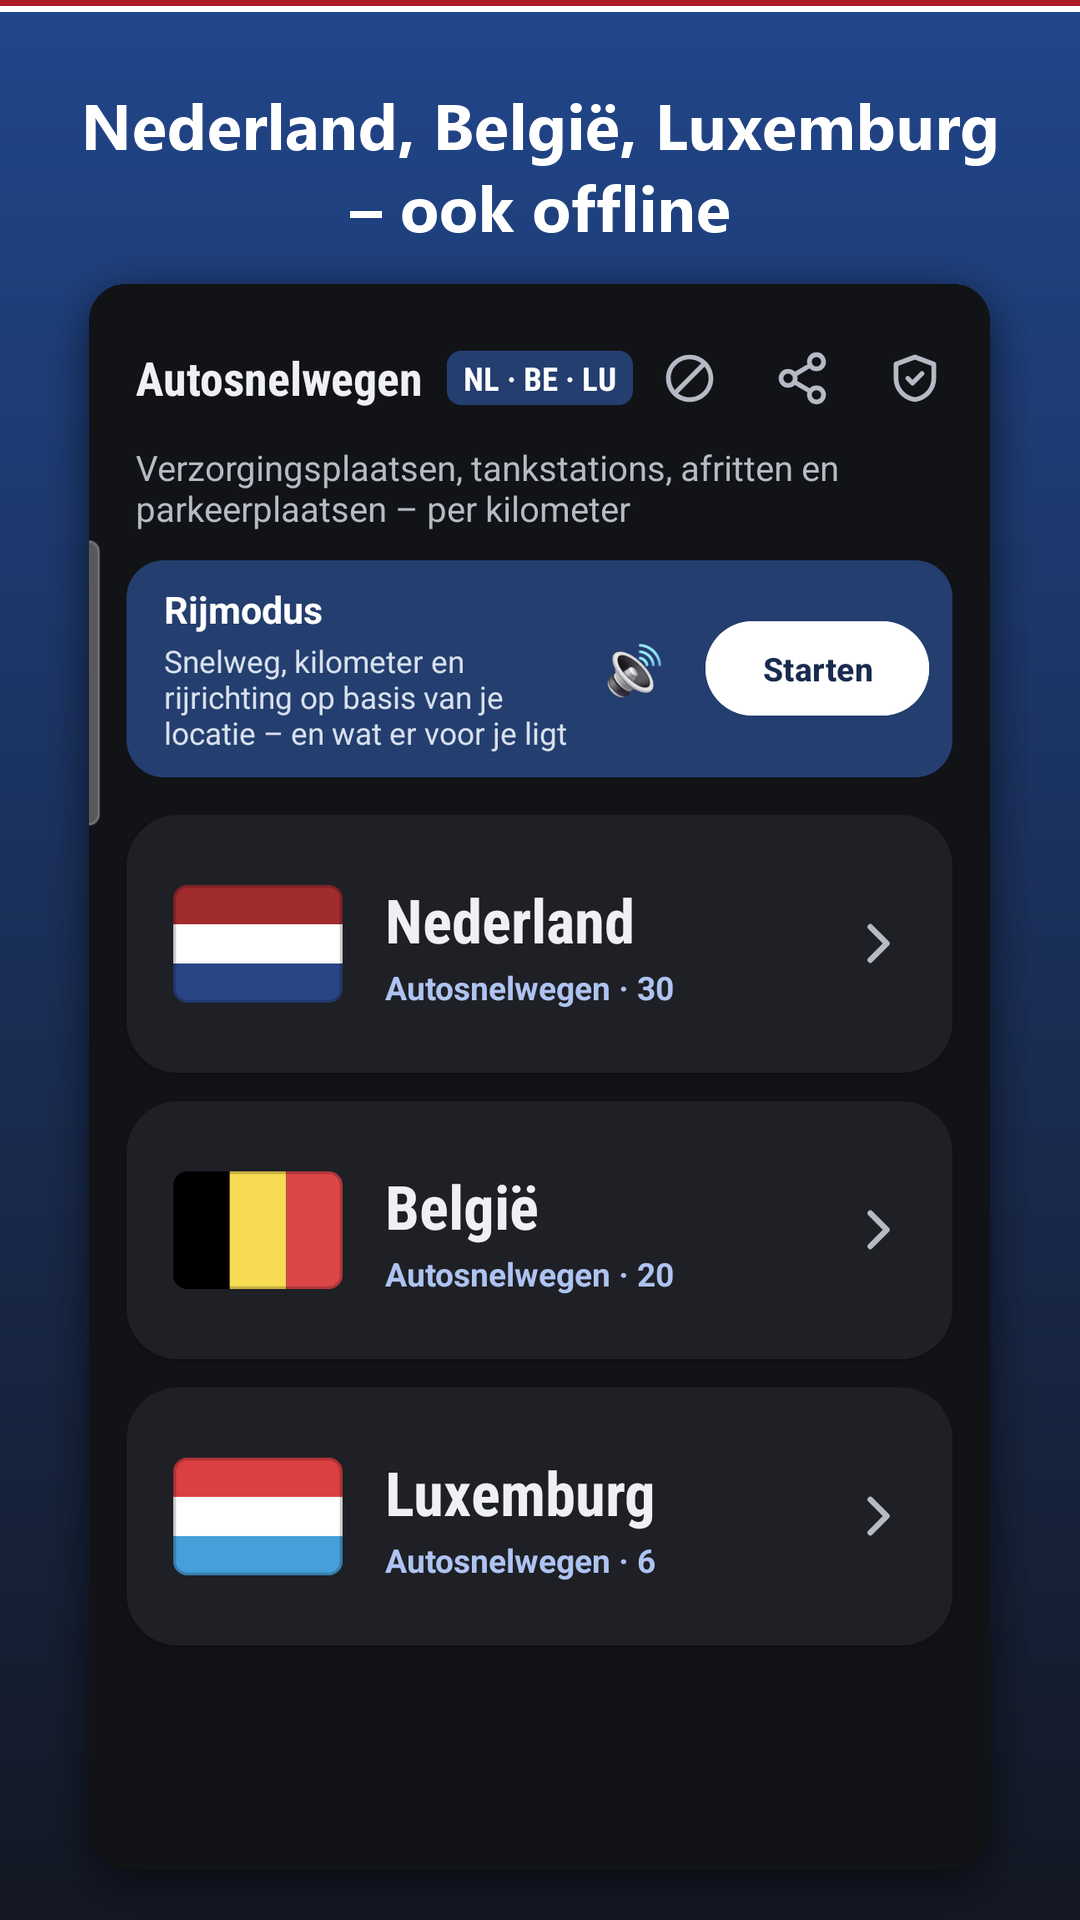 Nederland, België, Luxemburg
– ook offline
Autosnelwegen
NL · BE · LU
Verzorgingsplaatsen, tankstations, afritten en
parkeerplaatsen – per kilometer
Rijmodus
Snelweg, kilometer en
rijrichting op basis van je
locatie – en wat er voor je ligt
Starten
Nederland
Autosnelwegen · 30
België
Autosnelwegen · 20
Luxemburg
Autosnelwegen · 6